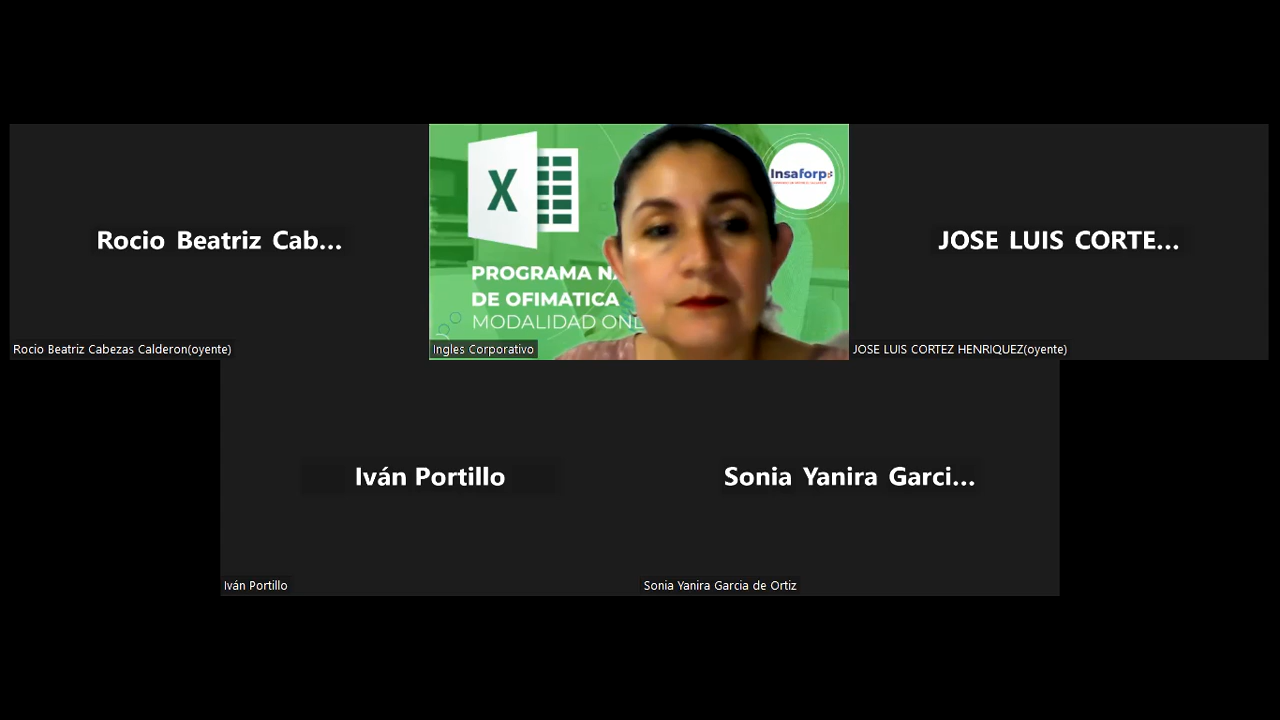 Rocio Beatriz Cab...
Rocio Beatriz Cabezas Calderon(oyente)
X
Insaforp
PROGRAMA N
DE OFIMATICA
MODALIDAD ONL
Ingles Corporativo
JOSE LUIS CORTE...
JOSE LUIS CORTEZ HENRIQUEZ(oyente)
Iván Portillo
Iván Portillo
Sonia Yanira Garci...
Sonia Yanira Garcia de Ortiz